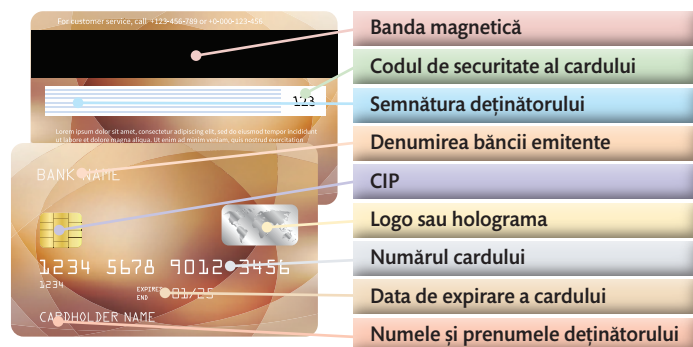 For customer service, call +123-456-789 or +0-800-123-456
123
Lorem ipsum dolor sit amet, consectetur adipiscing elit, sed do eiusmod tempor incididunt
ut labore et dolore magna aliqua. Ut enim ad minim veniam, quis nostrud exercitation
BANK NAME
1234 5678 9012 3456
1234
EXPIRES
END
01/25
CARDHOLDER NAME
Banda magnetică
Codul de securitate al cardului
Semnătura deținătorului
Denumirea băncii emitente
CIP
Logo sau holograma
Numărul cardului
Data de expirare a cardului
Numele și prenumele deținătorului